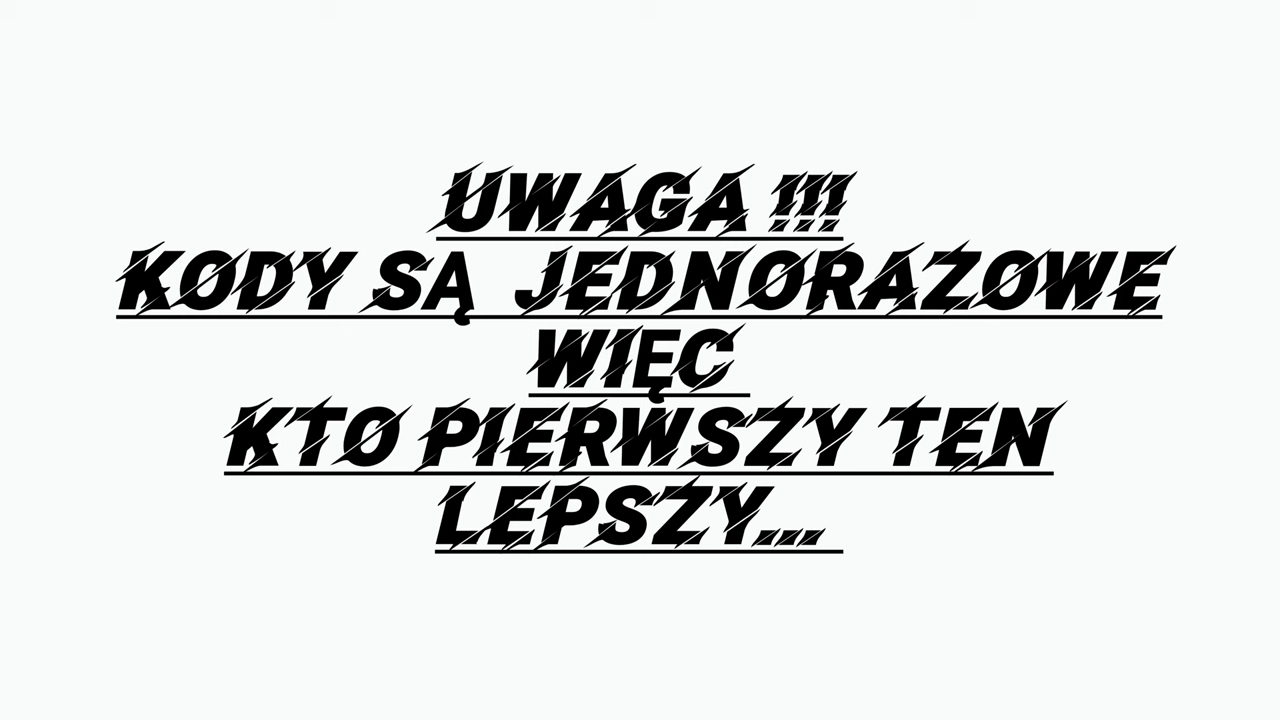 UWAGA !!!
KODY SĄ JEDNORAZOWE
WIĘC
KTO PIERWSZY TEN
LEPSZY...